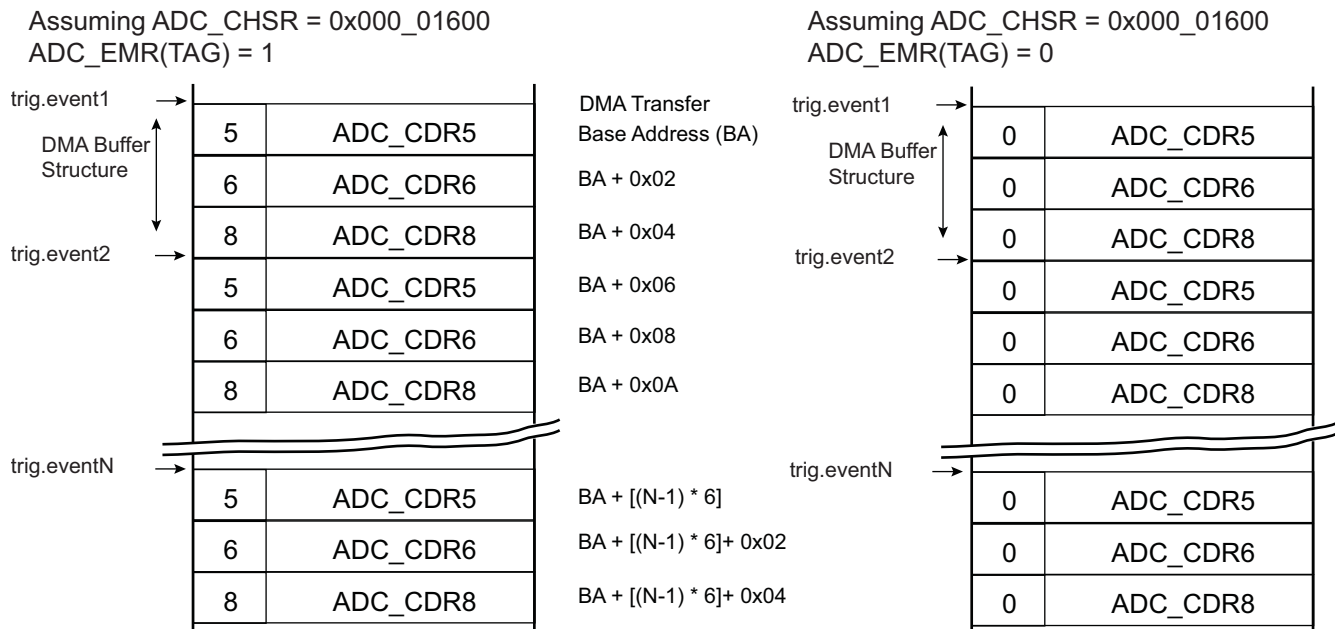 Assuming ADC_CHSR = 0x000_01600
ADC_EMR(TAG) = 1
trig.event1
DMA Buffer
Structure
trig.event2
trig.eventN
5 ADC_CDR5
6 ADC_CDR6
8 ADC_CDR8
5 ADC_CDR5
6 ADC_CDR6
8 ADC_CDR8
5 ADC_CDR5
6 ADC_CDR6
8 ADC_CDR8
DMA Transfer
Base Address (BA)
BA + 0x02
BA + 0x04
BA + 0x06
BA + 0x08
BA + 0x0A
BA + [(N-1) * 6]
BA + [(N-1) * 6]+ 0x02
BA + [(N-1) * 6]+ 0x04
Assuming ADC_CHSR = 0x000_01600
ADC_EMR(TAG) = 0
trig.event1
DMA Buffer
Structure
trig.event2
trig.eventN
0 ADC_CDR5
0 ADC_CDR6
0 ADC_CDR8
0 ADC_CDR5
0 ADC_CDR6
0 ADC_CDR8
0 ADC_CDR5
0 ADC_CDR6
0 ADC_CDR8